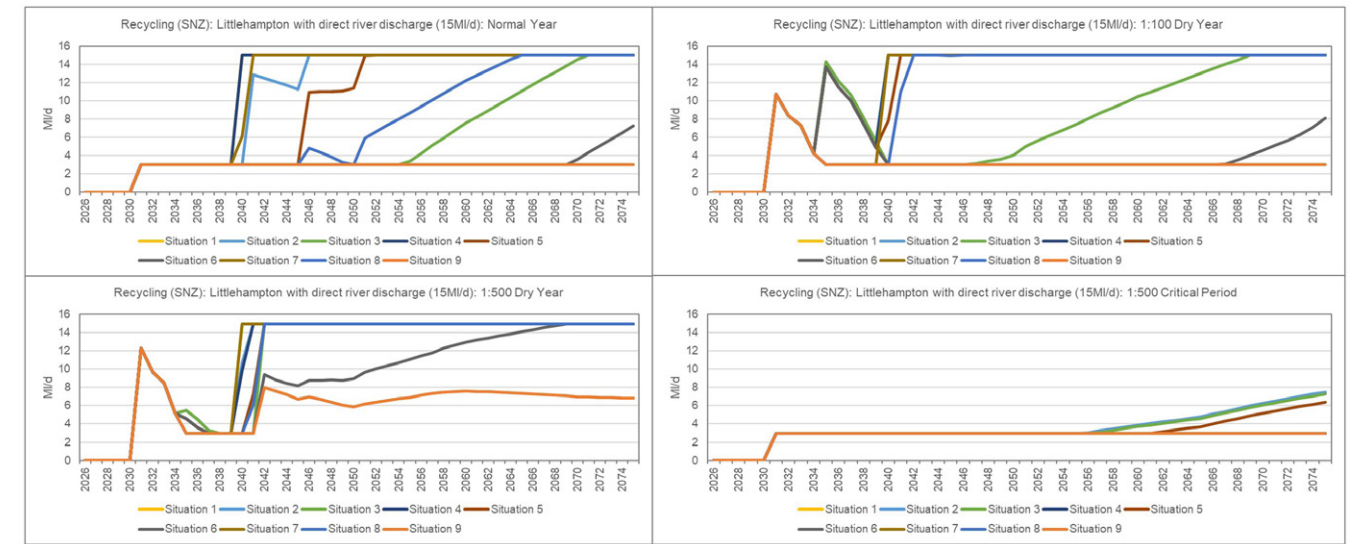 Recycling (SNZ): Littlehampton with direct river discharge (15Ml/d): Normal Year
16
14
12
10
8
6
4
2
0
Ml/d
2026 2028 2030 2032 2034 2036 2038 2040 2042 2044 2046 2048 2050 2052 2054 2056 2058 2060 2062 2064 2066 2068 2070 2072 2074
Situation 1 Situation 2 Situation 3 Situation 4 Situation 5
Situation 6 Situation 7 Situation 8 Situation 9
Recycling (SNZ): Littlehampton with direct river discharge (15Ml/d): 1:100 Dry Year
16
14
12
10
8
6
4
2
0
Ml/d
2026 2028 2030 2032 2034 2036 2038 2040 2042 2044 2046 2048 2050 2052 2054 2056 2058 2060 2062 2064 2066 2068 2070 2072 2074
Situation 1 Situation 2 Situation 3 Situation 4 Situation 5
Situation 6 Situation 7 Situation 8 Situation 9
Recycling (SNZ): Littlehampton with direct river discharge (15Ml/d): 1:500 Dry Year
16
14
12
10
8
6
4
2
0
Ml/d
2026 2028 2030 2032 2034 2036 2038 2040 2042 2044 2046 2048 2050 2052 2054 2056 2058 2060 2062 2064 2066 2068 2070 2072 2074
Situation 1 Situation 2 Situation 3 Situation 4 Situation 5
Situation 6 Situation 7 Situation 8 Situation 9
Recycling (SNZ): Littlehampton with direct river discharge (15Ml/d): 1:500 Critical Period
16
14
12
10
8
6
4
2
0
Ml/d
2026 2028 2030 2032 2034 2036 2038 2040 2042 2044 2046 2048 2050 2052 2054 2056 2058 2060 2062 2064 2066 2068 2070 2072 2074
Situation 1 Situation 2 Situation 3 Situation 4 Situation 5
Situation 6 Situation 7 Situation 8 Situation 9